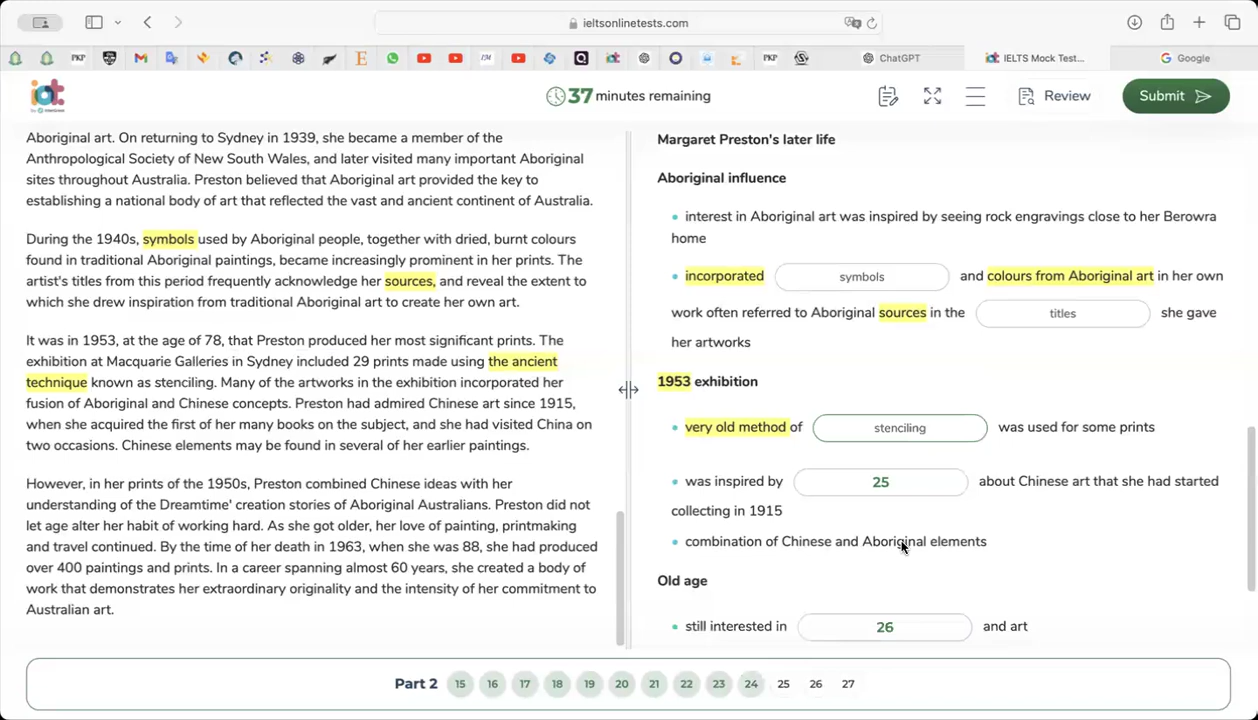 ieltsonlinetests.com
PKP
EM
PKP
ChatGPT
IELTS Mock Test...
Google
iot
37 minutes remaining
Review
Submit
Aboriginal art. On returning to Sydney in 1939, she became a member of the
Anthropological Society of New South Wales, and later visited many important Aboriginal
sites throughout Australia. Preston believed that Aboriginal art provided the key to
establishing a national body of art that reflected the vast and ancient continent of Australia.
During the 1940s, symbols used by Aboriginal people, together with dried, burnt colours
found in traditional Aboriginal paintings, became increasingly prominent in her prints. The
artist's titles from this period frequently acknowledge her sources, and reveal the extent to
which she drew inspiration from traditional Aboriginal art to create her own art.
It was in 1953, at the age of 78, that Preston produced her most significant prints. The
exhibition at Macquarie Galleries in Sydney included 29 prints made using the ancient
technique known as stenciling. Many of the artworks in the exhibition incorporated her
fusion of Aboriginal and Chinese concepts. Preston had admired Chinese art since 1915,
when she acquired the first of her many books on the subject, and she had visited China on
two occasions. Chinese elements may be found in several of her earlier paintings.
However, in her prints of the 1950s, Preston combined Chinese ideas with her
understanding of the Dreamtime' creation stories of Aboriginal Australians. Preston did not
let age alter her habit of working hard. As she got older, her love of painting, printmaking
and travel continued. By the time of her death in 1963, when she was 88, she had produced
over 400 paintings and prints. In a career spanning almost 60 years, she created a body of
work that demonstrates her extraordinary originality and the intensity of her commitment to
Australian art.
Margaret Preston's later life
Aboriginal influence
• interest in Aboriginal art was inspired by seeing rock engravings close to her Berowra
home
• incorporated symbols and colours from Aboriginal art in her own
work often referred to Aboriginal sources in the titles she gave
her artworks
1953 exhibition
• very old method of stenciling was used for some prints
• was inspired by 25 about Chinese art that she had started
collecting in 1915
• combination of Chinese and Aboriginal elements
Old age
• still interested in 26 and art
Part 2 15 16 17 18 19 20 21 22 23 24 25 26 27